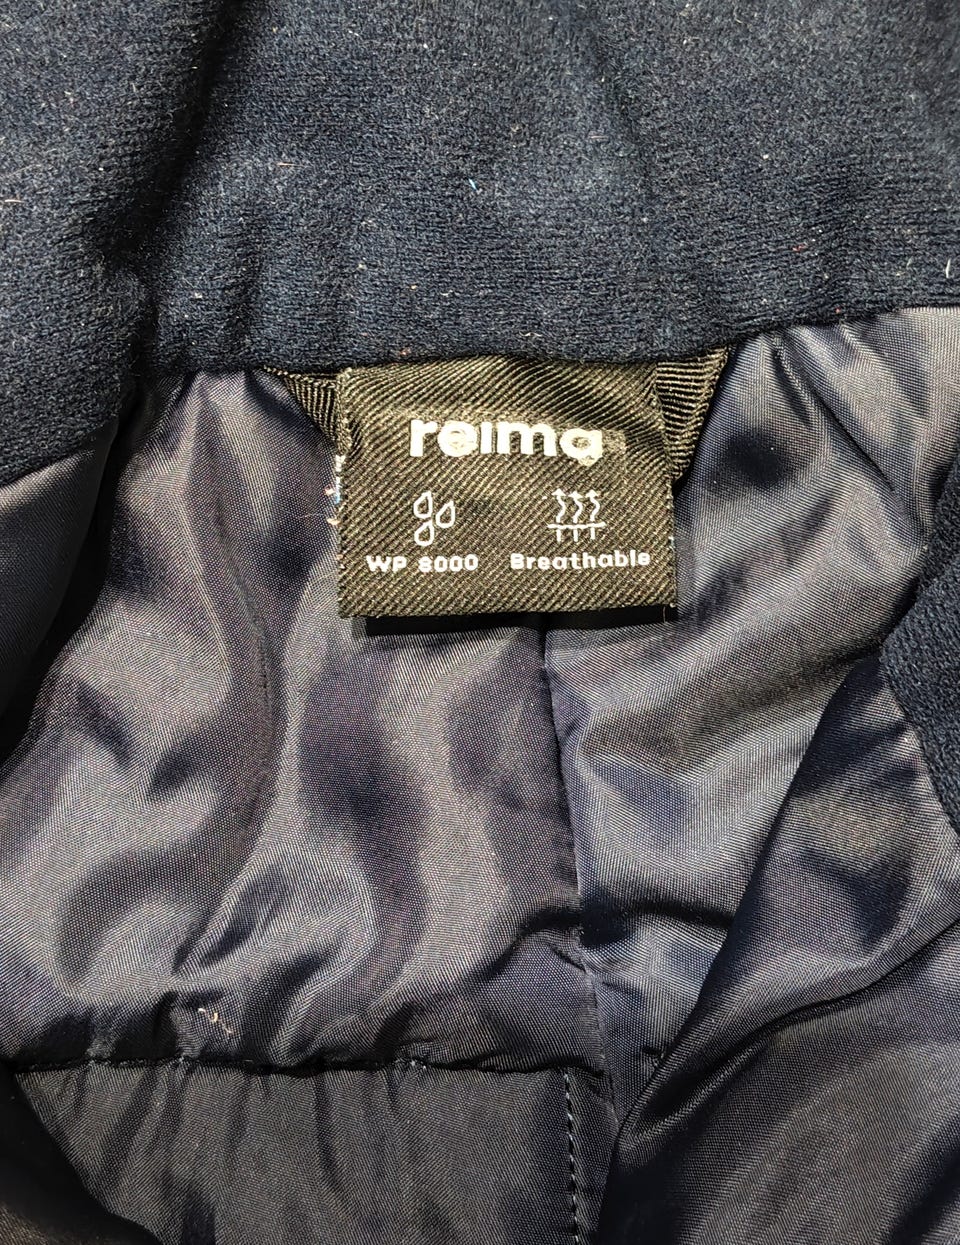 reima
WP 8000
Breathable